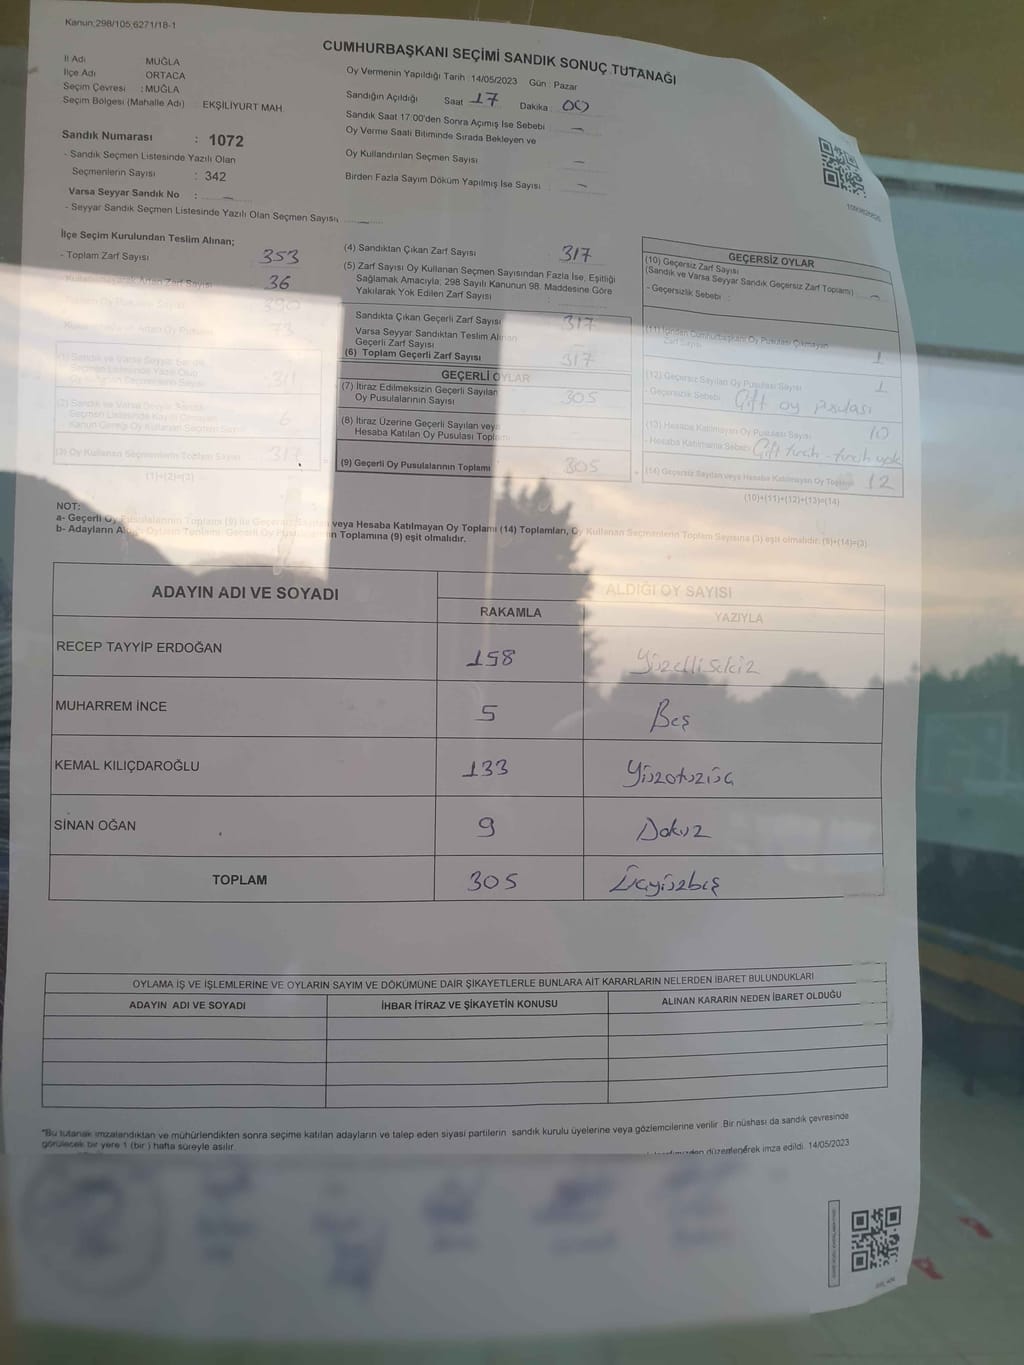 Kanun;298/105,6271/18-1
CUMHURBAŞKANI SEÇİMİ SANDIK SONUÇ TUTANAĞI
İl Adı MUĞLA
İlçe Adı ORTACA
Seçim Çevresi : MUĞLA
Seçim Bölgesi (Mahalle Adı) EKŞİLİYURT MAH.
Oy Vermenin Yapıldığı Tarih : 14/05/2023 Gün : Pazar
Sandığın Açıldığı Saat 17 Dakika 00
Sandık Saat 17:00'den Sonra Açımış İse Sebebi –
Oy Verme Saati Bitiminde Sırada Bekleyen ve
Oy Kullandırılan Seçmen Sayısı –
Birden Fazla Sayım Döküm Yapılmış İse Sayısı : –
Sandık Numarası : 1072
- Sandık Seçmen Listesinde Yazılı Olan
Seçmenlerin Sayısı : 342
Varsa Seyyar Sandık No : –
- Seyyar Sandık Seçmen Listesinde Yazılı Olan Seçmen Sayısı –
İlçe Seçim Kurulundan Teslim Alınan;
- Toplam Zarf Sayısı 353
- Kullanılmayarak Artan Zarf Sayısı 36
- Toplam Oy Pusulası Sayısı 390
73
(1) Sandık ve Varsa Seyyar Sandık
Seçmen Listesinde Yazılı Olup
Oy Kullanan Seçmenlerin Sayısı 311
(2) Sandık ve Varsa Seyyar Sandık
Seçmen Listesinde Kayıtlı Olmayan
Kanun Gereği Oy Kullanan Seçmen Sayısı 6
(3) Oy Kullanan Seçmenlerin Toplam Sayısı 317
(1)+(2)=(3)
(4) Sandıktan Çıkan Zarf Sayısı 317
(5) Zarf Sayısı Oy Kullanan Seçmen Sayısından Fazla İse, Eşitliği
Sağlamak Amacıyla; 298 Sayılı Kanunun 98. Maddesine Göre
Yakılarak Yok Edilen Zarf Sayısı :
Sandıkta Çıkan Geçerli Zarf Sayısı 317
Varsa Seyyar Sandıktan Teslim Alınan
Geçerli Zarf Sayısı
(6) Toplam Geçerli Zarf Sayısı 317
GEÇERLİ OYLAR
(7) İtiraz Edilmeksizin Geçerli Sayılan
Oy Pusulalarının Sayısı 305
(8) İtiraz Üzerine Geçerli Sayılan veya
Hesaba Katılan Oy Pusulası Toplamı
(9) Geçerli Oy Pusulalarının Toplamı 305
GEÇERSİZ OYLAR
(10) Geçersiz Zarf Sayısı
(Sandık ve Varsa Seyyar Sandık Geçersiz Zarf Toplamı) –
- Geçersizlik Sebebi :
(11) İçinden Cumhurbaşkanı Oy Pusulası Çıkmayan
Zarf Sayısı 1
(12) Geçersiz Sayılan Oy Pusulası Sayısı 1
- Geçersizlik Sebebi : Çift oy pusulası
(13) Hesaba Katılmayan Oy Pusulası Sayısı 10
- Hesaba Katılmama Sebebi Çift tercih - tercih yok
(14) Geçersiz Sayılan veya Hesaba Katılmayan Oy Toplamı 12
(10)+(11)+(12)+(13)=(14)
NOT:
a- Geçerli Oy Pusulalarının Toplamı (9) ile Geçersiz Sayılan veya Hesaba Katılmayan Oy Toplamı (14) Toplamları, Oy Kullanan Seçmenlerin Toplam Sayısına (3) eşit olmalıdır. (9)+(14)=(3)
b- Adayların Aldığı Oyların Toplamı, Geçerli Oy Pusulalarının Toplamına (9) eşit olmalıdır.
ADAYIN ADI VE SOYADI ALDIĞI OY SAYISI
RAKAMLA YAZIYLA
RECEP TAYYİP ERDOĞAN 158 Yüzellisekiz
MUHARREM İNCE 5 Beş
KEMAL KILIÇDAROĞLU 133 Yüzotuzüç
SİNAN OĞAN 9 Dokuz
TOPLAM 305 Üçyüzbeş
OYLAMA İŞ VE İŞLEMLERİNE VE OYLARIN SAYIM VE DÖKÜMÜNE DAİR ŞİKAYETLERLE BUNLARA AİT KARARLARIN NELERDEN İBARET BULUNDUKLARI
ADAYIN ADI VE SOYADI İHBAR İTİRAZ VE ŞİKAYETİN KONUSU ALINAN KARARIN NEDEN İBARET OLDUĞU
*Bu tutanak imzalandıktan ve mühürlendikten sonra seçime katılan adayların ve talep eden siyasi partilerin sandık kurulu üyelerine veya gözlemcilerine verilir. Bir nüshası da sandık çevresinde
görülecek bir yere 1 (bir) hafta süreyle asılır.
düzenlenerek imza edildi. 14/05/2023